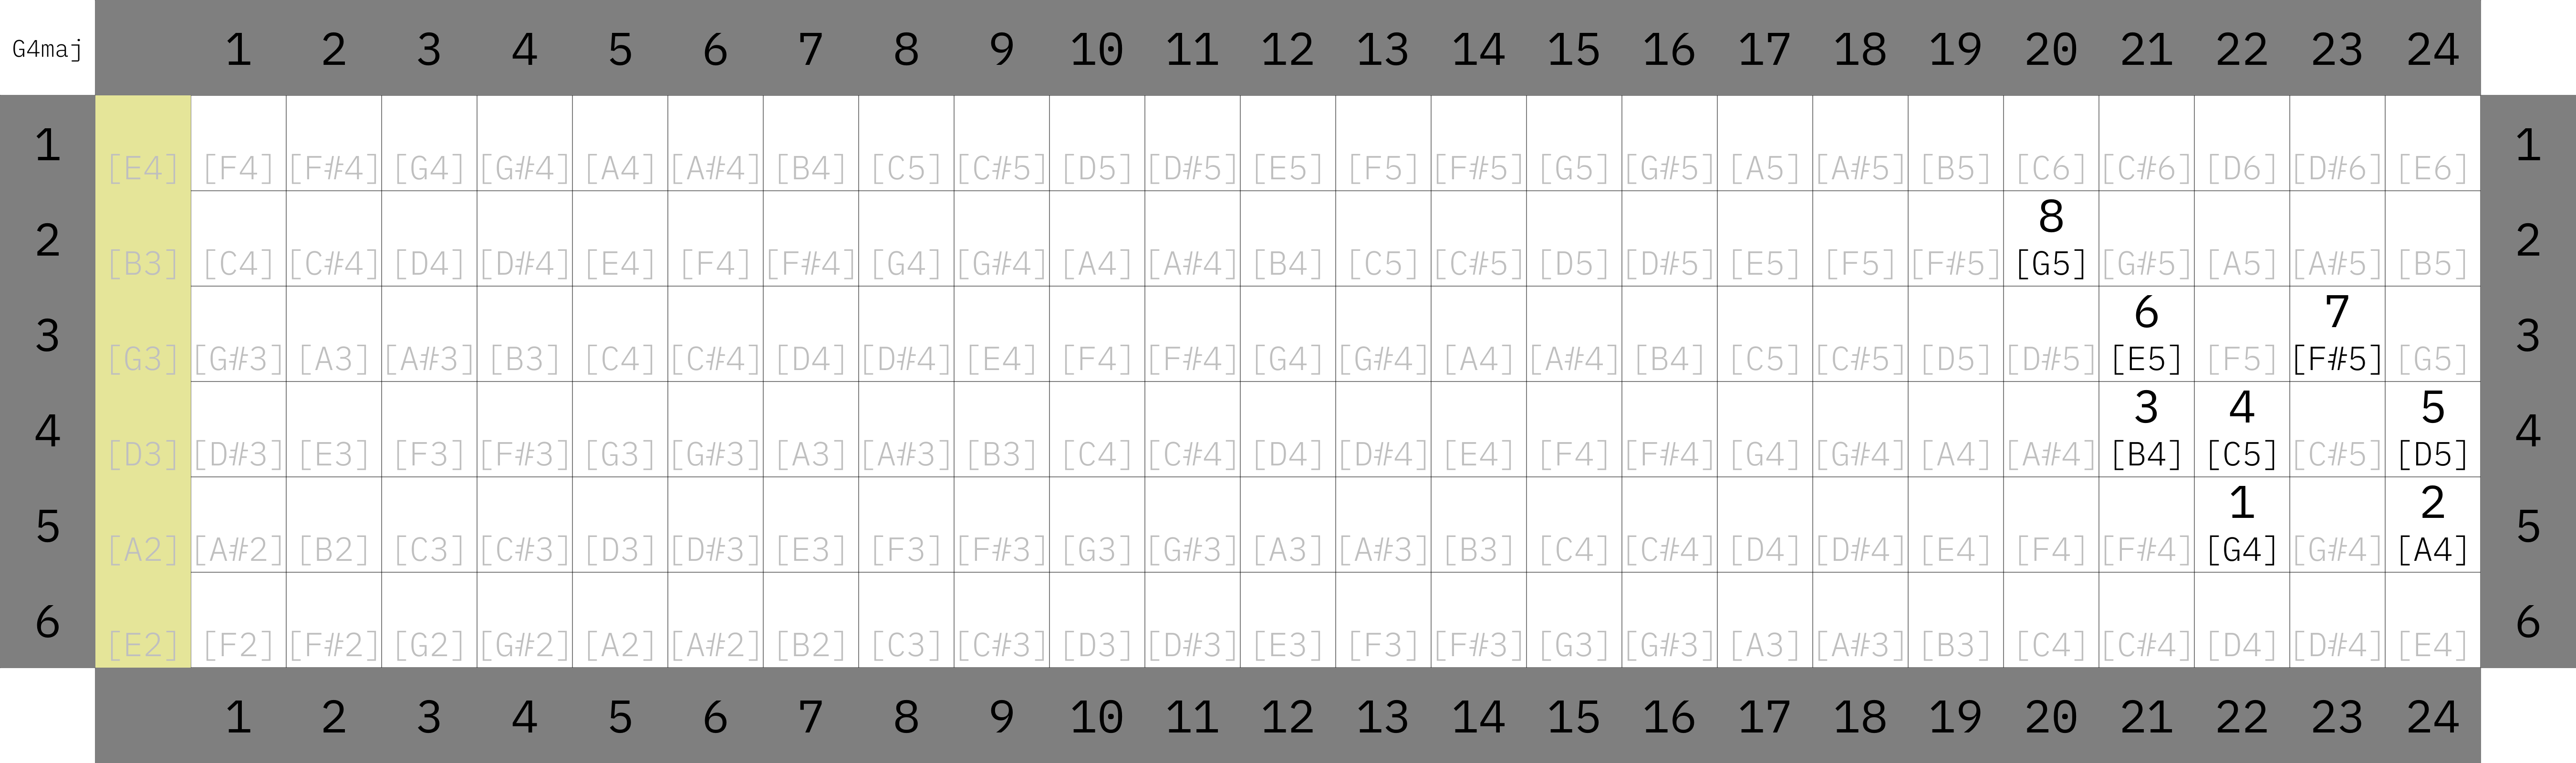 G4maj 1 2 3 4 5 6 7 8 9 10 11 12 13 14 15 16 17 18 19 20 21 22 23 24
1 [E4] [F4] [F#4] [G4] [G#4] [A4] [A#4] [B4] [C5] [C#5] [D5] [D#5] [E5] [F5] [F#5] [G5] [G#5] [A5] [A#5] [B5] [C6] [C#6] [D6] [D#6] [E6] 1
8
2 [B3] [C4] [C#4] [D4] [D#4] [E4] [F4] [F#4] [G4] [G#4] [A4] [A#4] [B4] [C5] [C#5] [D5] [D#5] [E5] [F5] [F#5] [G5] [G#5] [A5] [A#5] [B5] 2
6 7
3 [G3] [G#3] [A3] [A#3] [B3] [C4] [C#4] [D4] [D#4] [E4] [F4] [F#4] [G4] [G#4] [A4] [A#4] [B4] [C5] [C#5] [D5] [D#5] [E5] [F5] [F#5] [G5] 3
3 4 5
4 [D3] [D#3] [E3] [F3] [F#3] [G3] [G#3] [A3] [A#3] [B3] [C4] [C#4] [D4] [D#4] [E4] [F4] [F#4] [G4] [G#4] [A4] [A#4] [B4] [C5] [C#5] [D5] 4
1 2
5 [A2] [A#2] [B2] [C3] [C#3] [D3] [D#3] [E3] [F3] [F#3] [G3] [G#3] [A3] [A#3] [B3] [C4] [C#4] [D4] [D#4] [E4] [F4] [F#4] [G4] [G#4] [A4] 5
6 [E2] [F2] [F#2] [G2] [G#2] [A2] [A#2] [B2] [C3] [C#3] [D3] [D#3] [E3] [F3] [F#3] [G3] [G#3] [A3] [A#3] [B3] [C4] [C#4] [D4] [D#4] [E4] 6
1 2 3 4 5 6 7 8 9 10 11 12 13 14 15 16 17 18 19 20 21 22 23 24